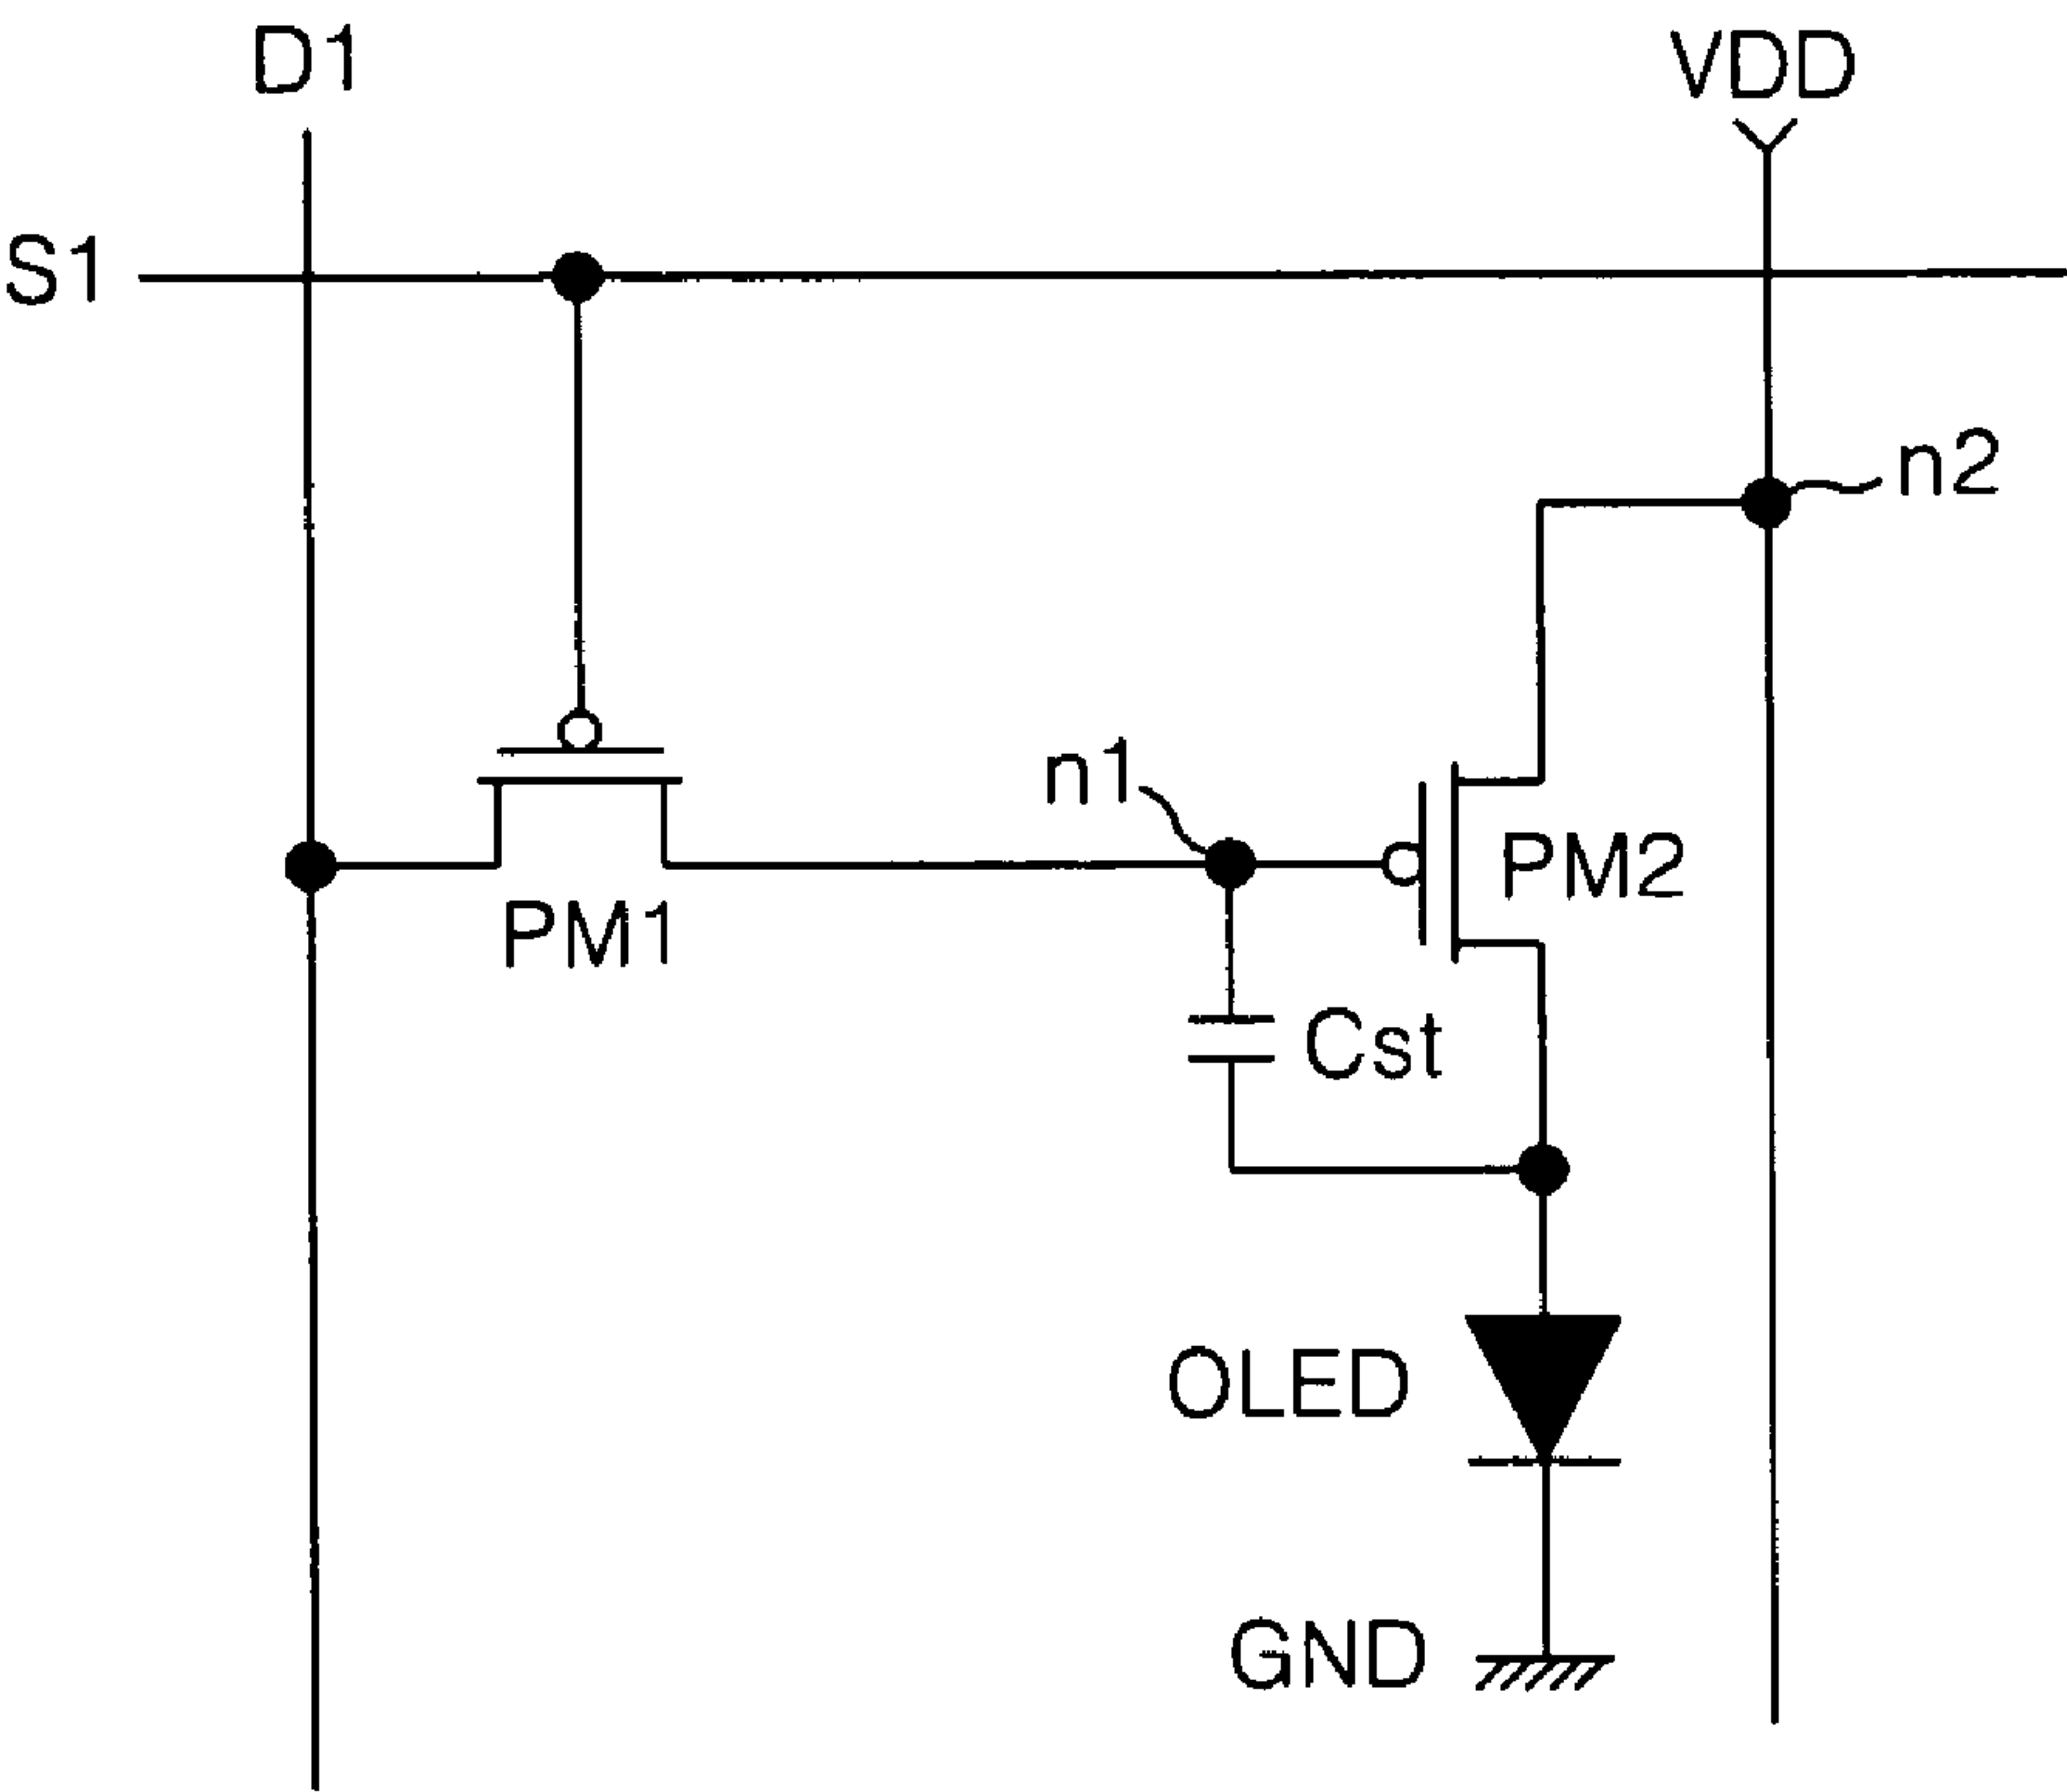 D1
VDD
S1
n2
n1
PM2
PM1
Cst
OLED
GND